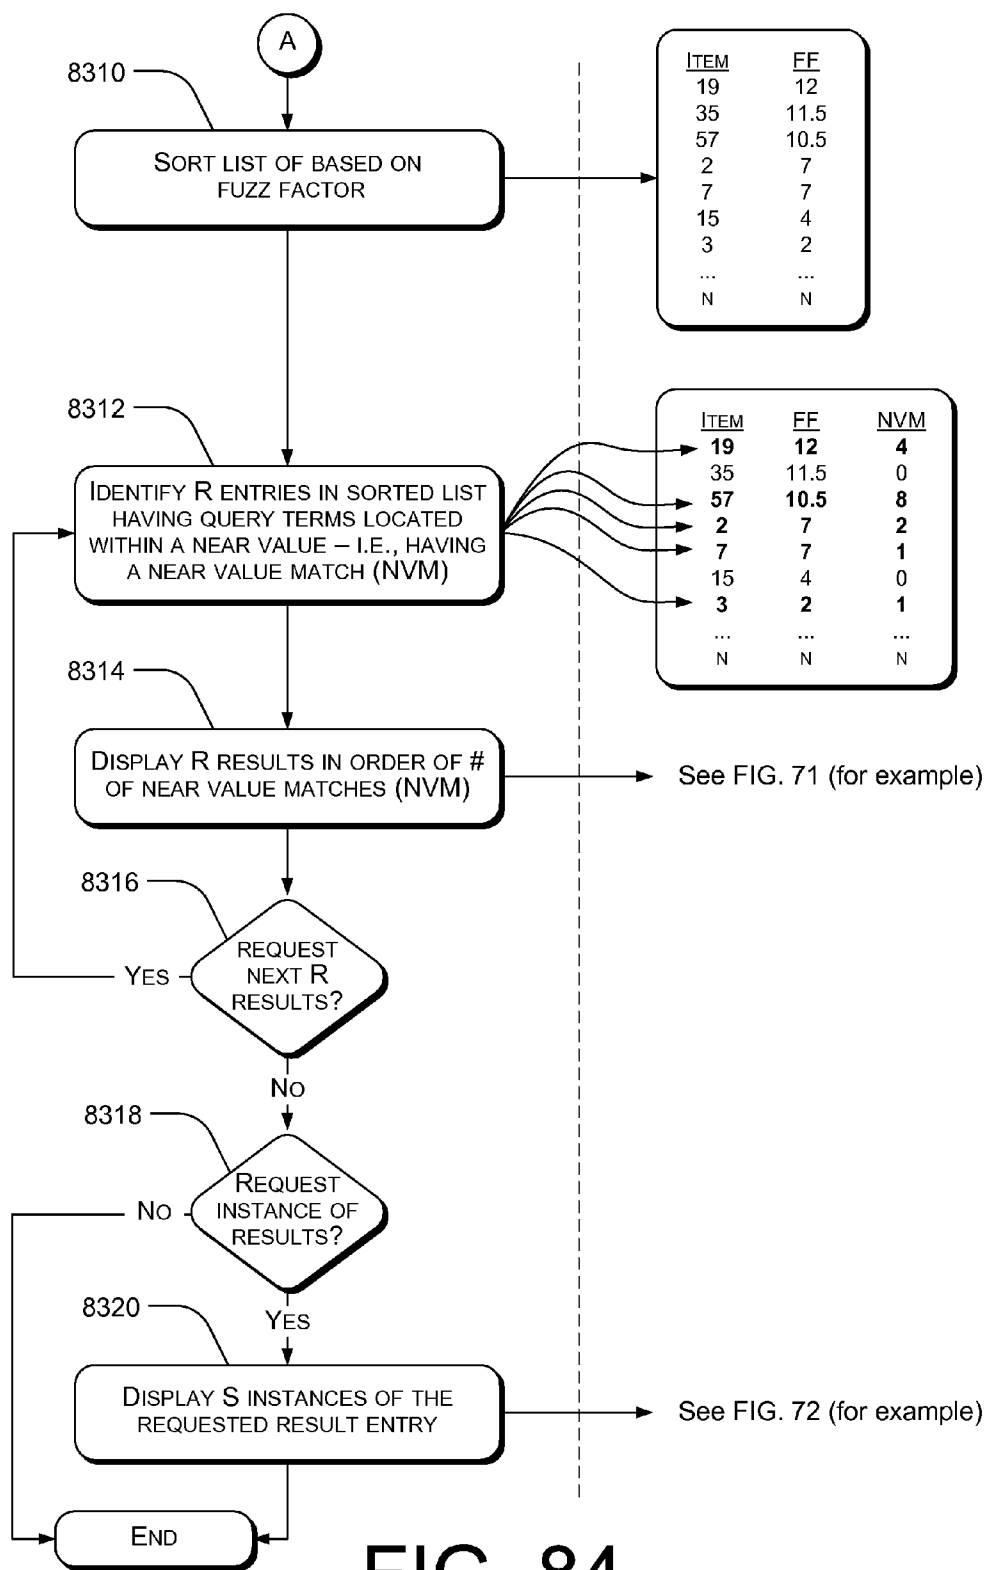 A
8310
SORT LIST OF BASED ON
FUZZ FACTOR
ITEM FF
19 12
35 11.5
57 10.5
2 7
7 7
15 4
3 2
... ...
N N
8312
IDENTIFY R ENTRIES IN SORTED LIST
HAVING QUERY TERMS LOCATED
WITHIN A NEAR VALUE – I.E., HAVING
A NEAR VALUE MATCH (NVM)
ITEM FF NVM
19 12 4
35 11.5 0
57 10.5 8
2 7 2
7 7 1
15 4 0
3 2 1
... ... ...
N N N
8314
DISPLAY R RESULTS IN ORDER OF #
OF NEAR VALUE MATCHES (NVM)
See FIG. 71 (for example)
8316
REQUEST
NEXT R
RESULTS?
YES
NO
8318
REQUEST
INSTANCE OF
RESULTS?
NO
YES
8320
DISPLAY S INSTANCES OF THE
REQUESTED RESULT ENTRY
See FIG. 72 (for example)
END
FIG. 84